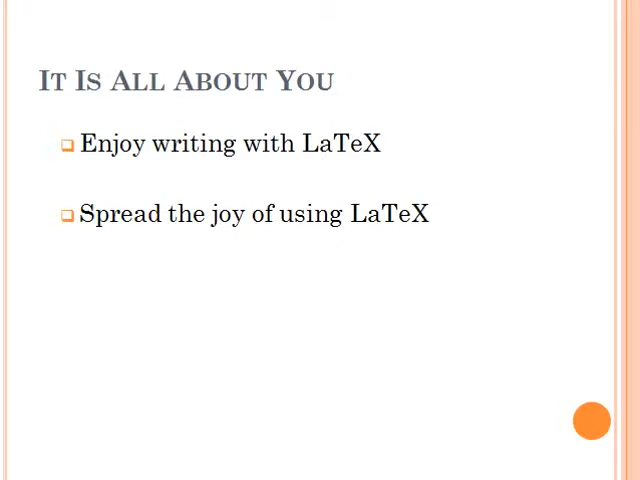 It Is All About You
Enjoy writing with LaTeX
Spread the joy of using LaTeX